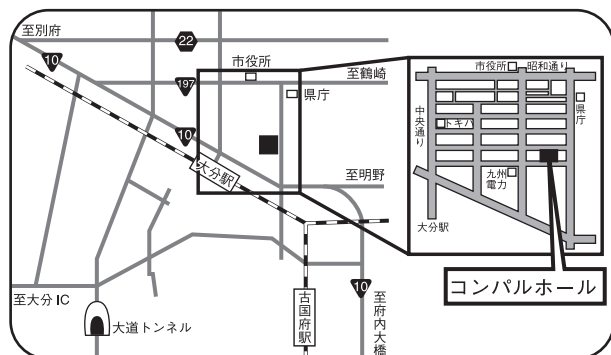 至別府
10
22
市役所
197
至鶴崎
県庁
10
大分駅
至明野
至大分IC
大道トンネル
古国府駅
10
至府内大橋
市役所
昭和通り
中央通り
トキハ
県庁
九州
電力
大分駅
コンパルホール